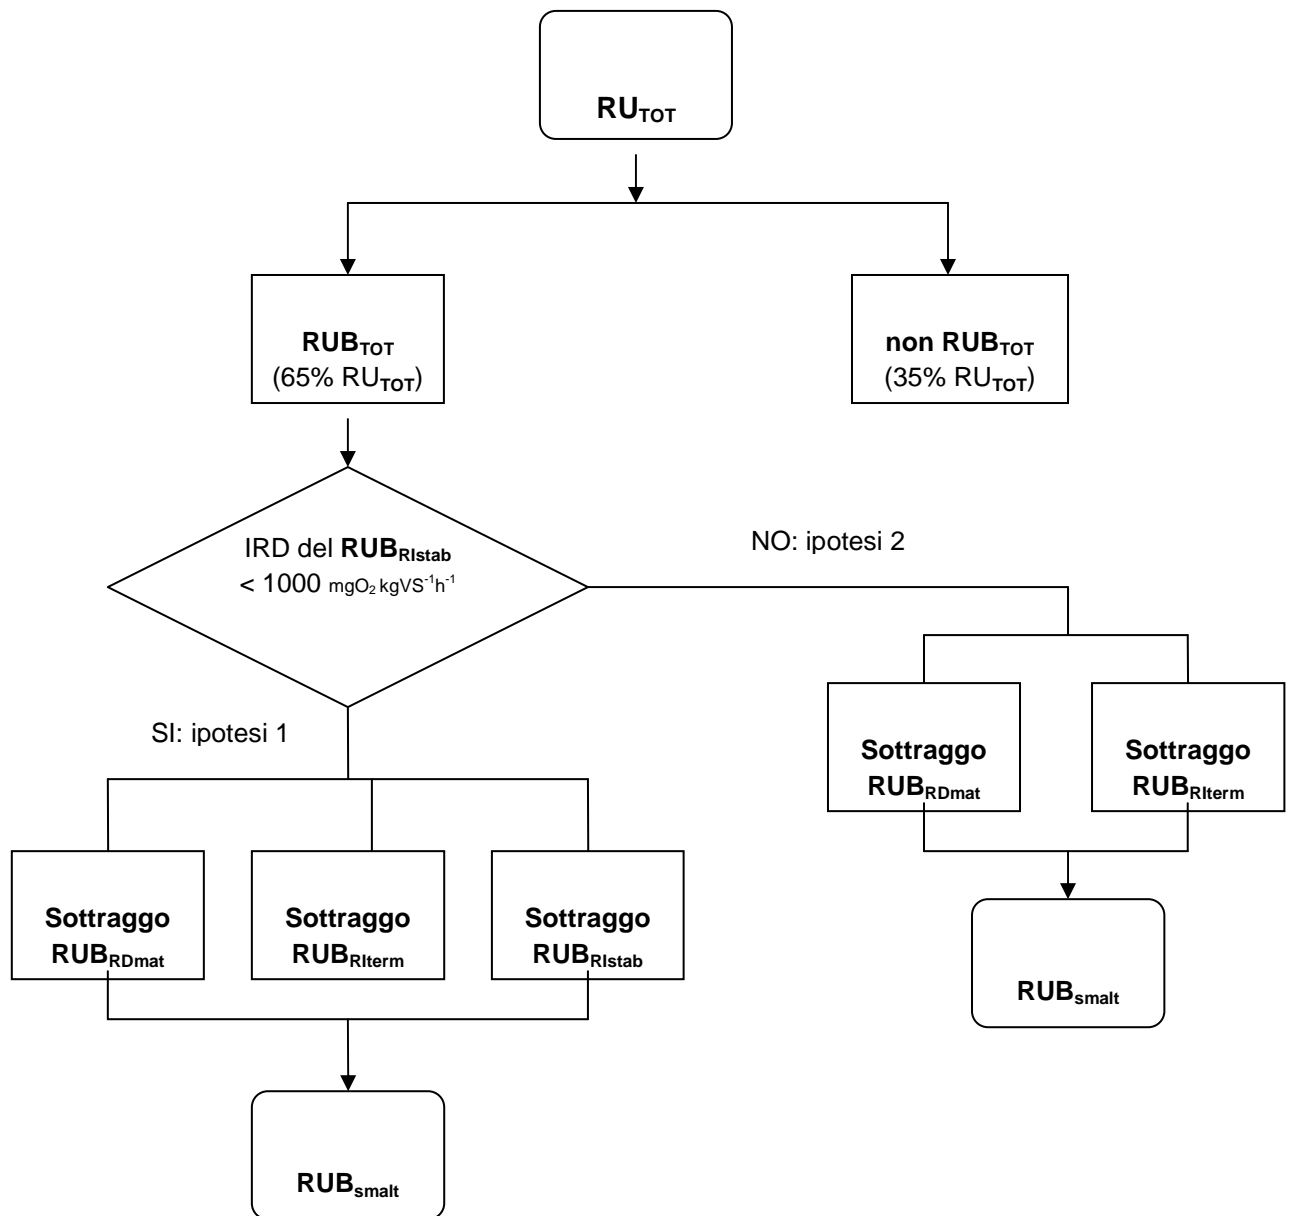 RUTOT
RUBTOT
(65% RUTOT)
non RUBTOT
(35% RUTOT)
IRD del RUBRIstab
< 1000 mgO2 kgVS-1h-1
NO: ipotesi 2
SI: ipotesi 1
Sottraggo
RUBRDmat
Sottraggo
RUBRIterm
Sottraggo
RUBRDmat
Sottraggo
RUBRIterm
Sottraggo
RUBRIstab
RUBsmalt
RUBsmalt